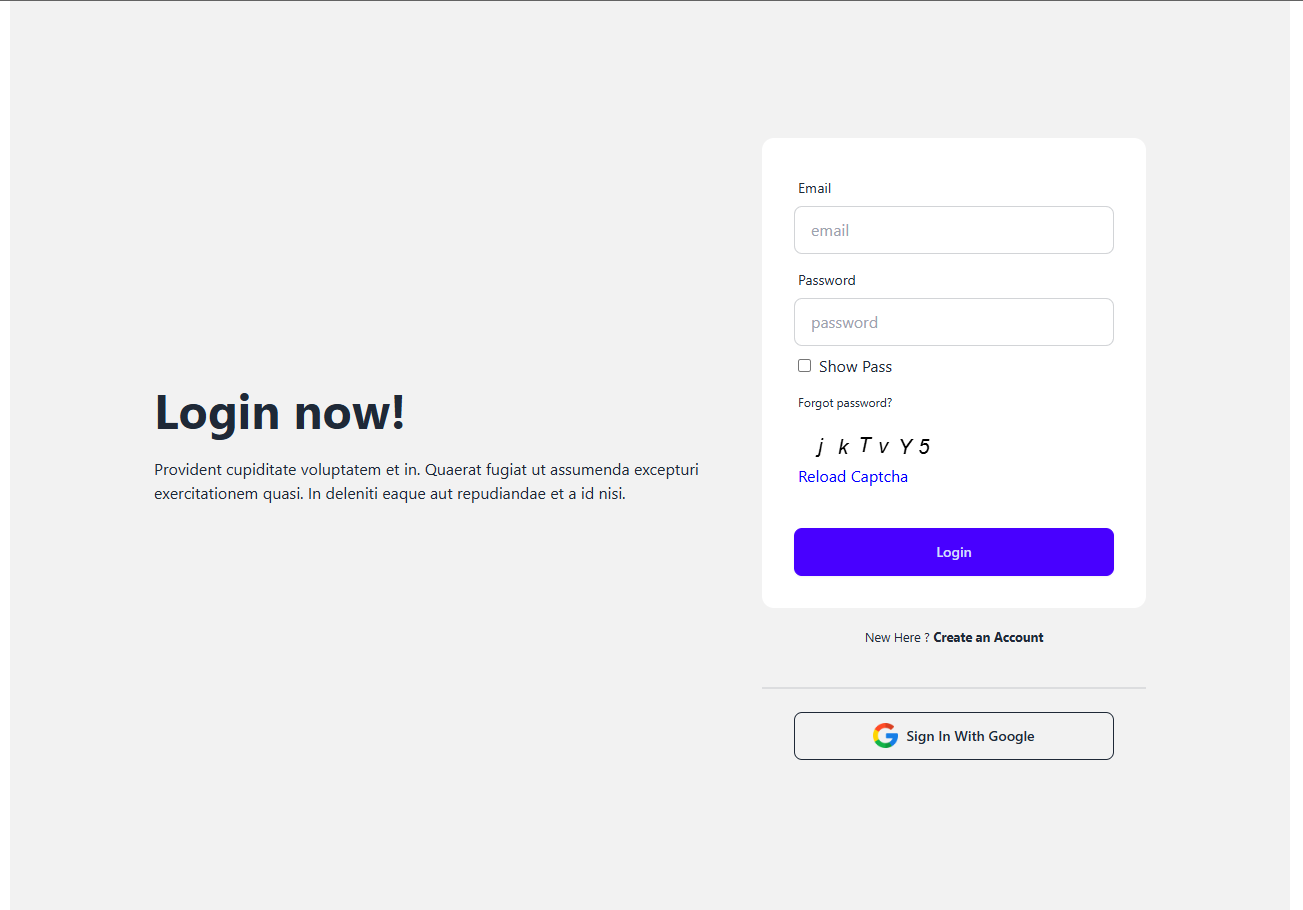 Login now!
Provident cupiditate voluptatem et in. Quaerat fugiat ut assumenda excepturi
exercitationem quasi. In deleniti eaque aut repudiandae et a id nisi.
Email
email
Password
password
Show Pass
Forgot password?
j k T v Y 5
Reload Captcha
Login
New Here ? Create an Account
Sign In With Google